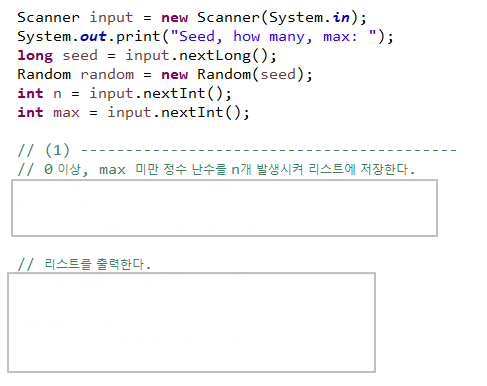 Scanner input = new Scanner(System.in);
System.out.print("Seed, how many, max: ");
long seed = input.nextLong();
Random random = new Random(seed);
int n = input.nextInt();
int max = input.nextInt();
// (1) ------------------------------------------
// 0 이상, max 미만 정수 난수를 n개 발생시켜 리스트에 저장한다.
// 리스트를 출력한다.